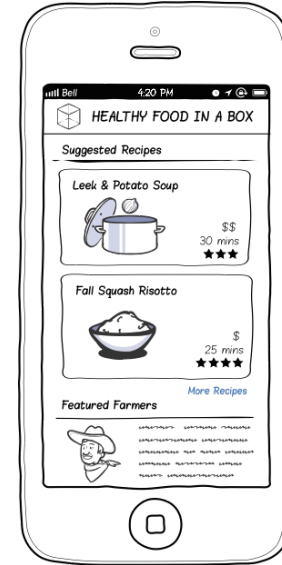 Bell 4:20 PM
HEALTHY FOOD IN A BOX
Suggested Recipes
Leek & Potato Soup
$$
30 mins
Fall Squash Risotto
$
25 mins
More Recipes
Featured Farmers